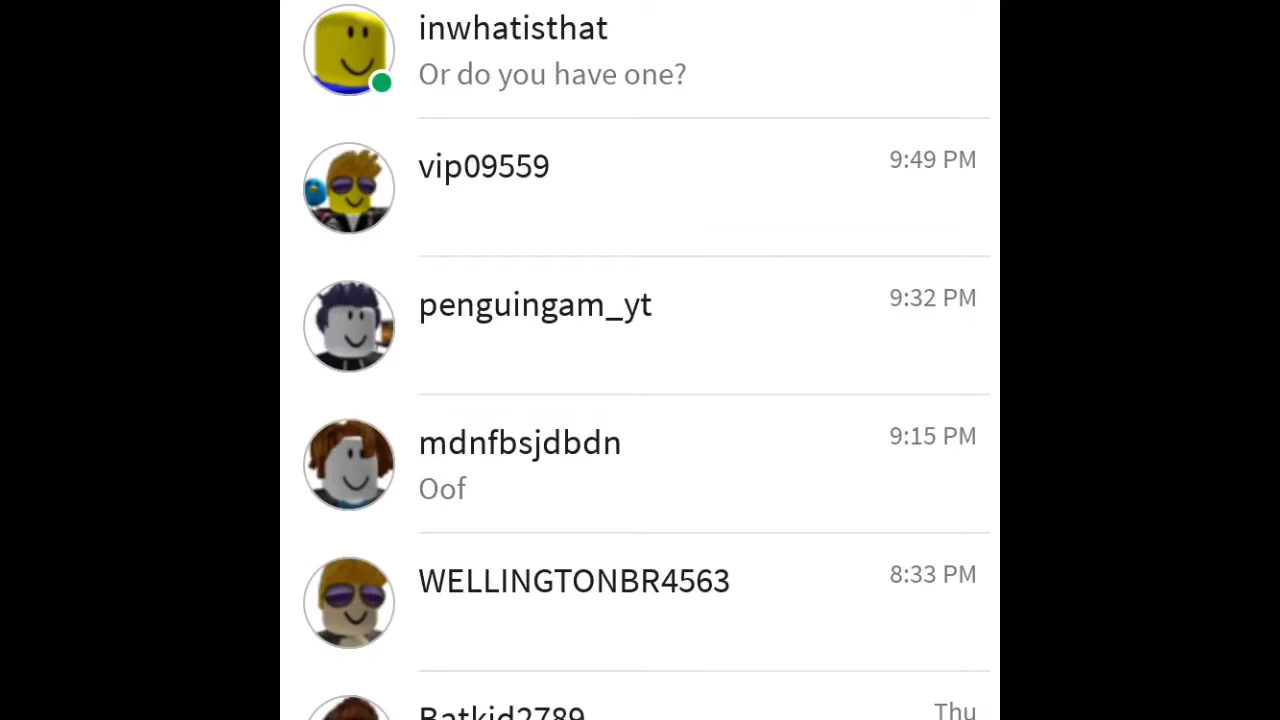 inwhatisthat
Or do you have one?
vip09559 9:49 PM
penguingam_yt 9:32 PM
mdnfbsjdbdn 9:15 PM
Oof
WELLINGTONBR4563 8:33 PM
Batkid2789 Thu